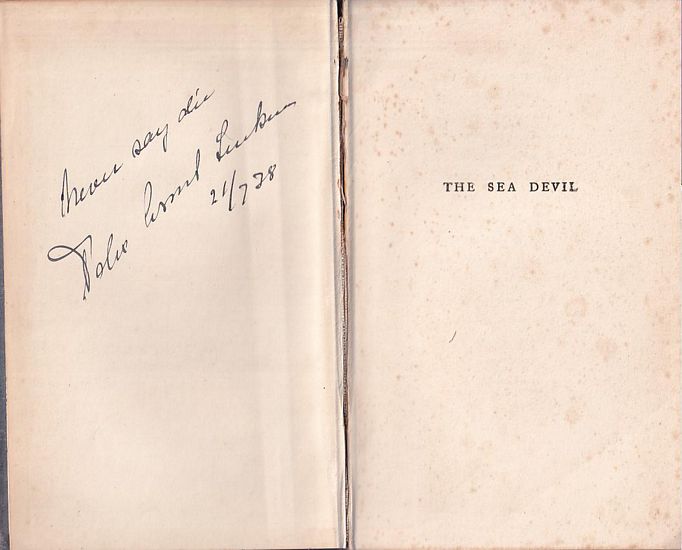 Never say die
Felix Count Luckner
21/7 38
THE SEA DEVIL